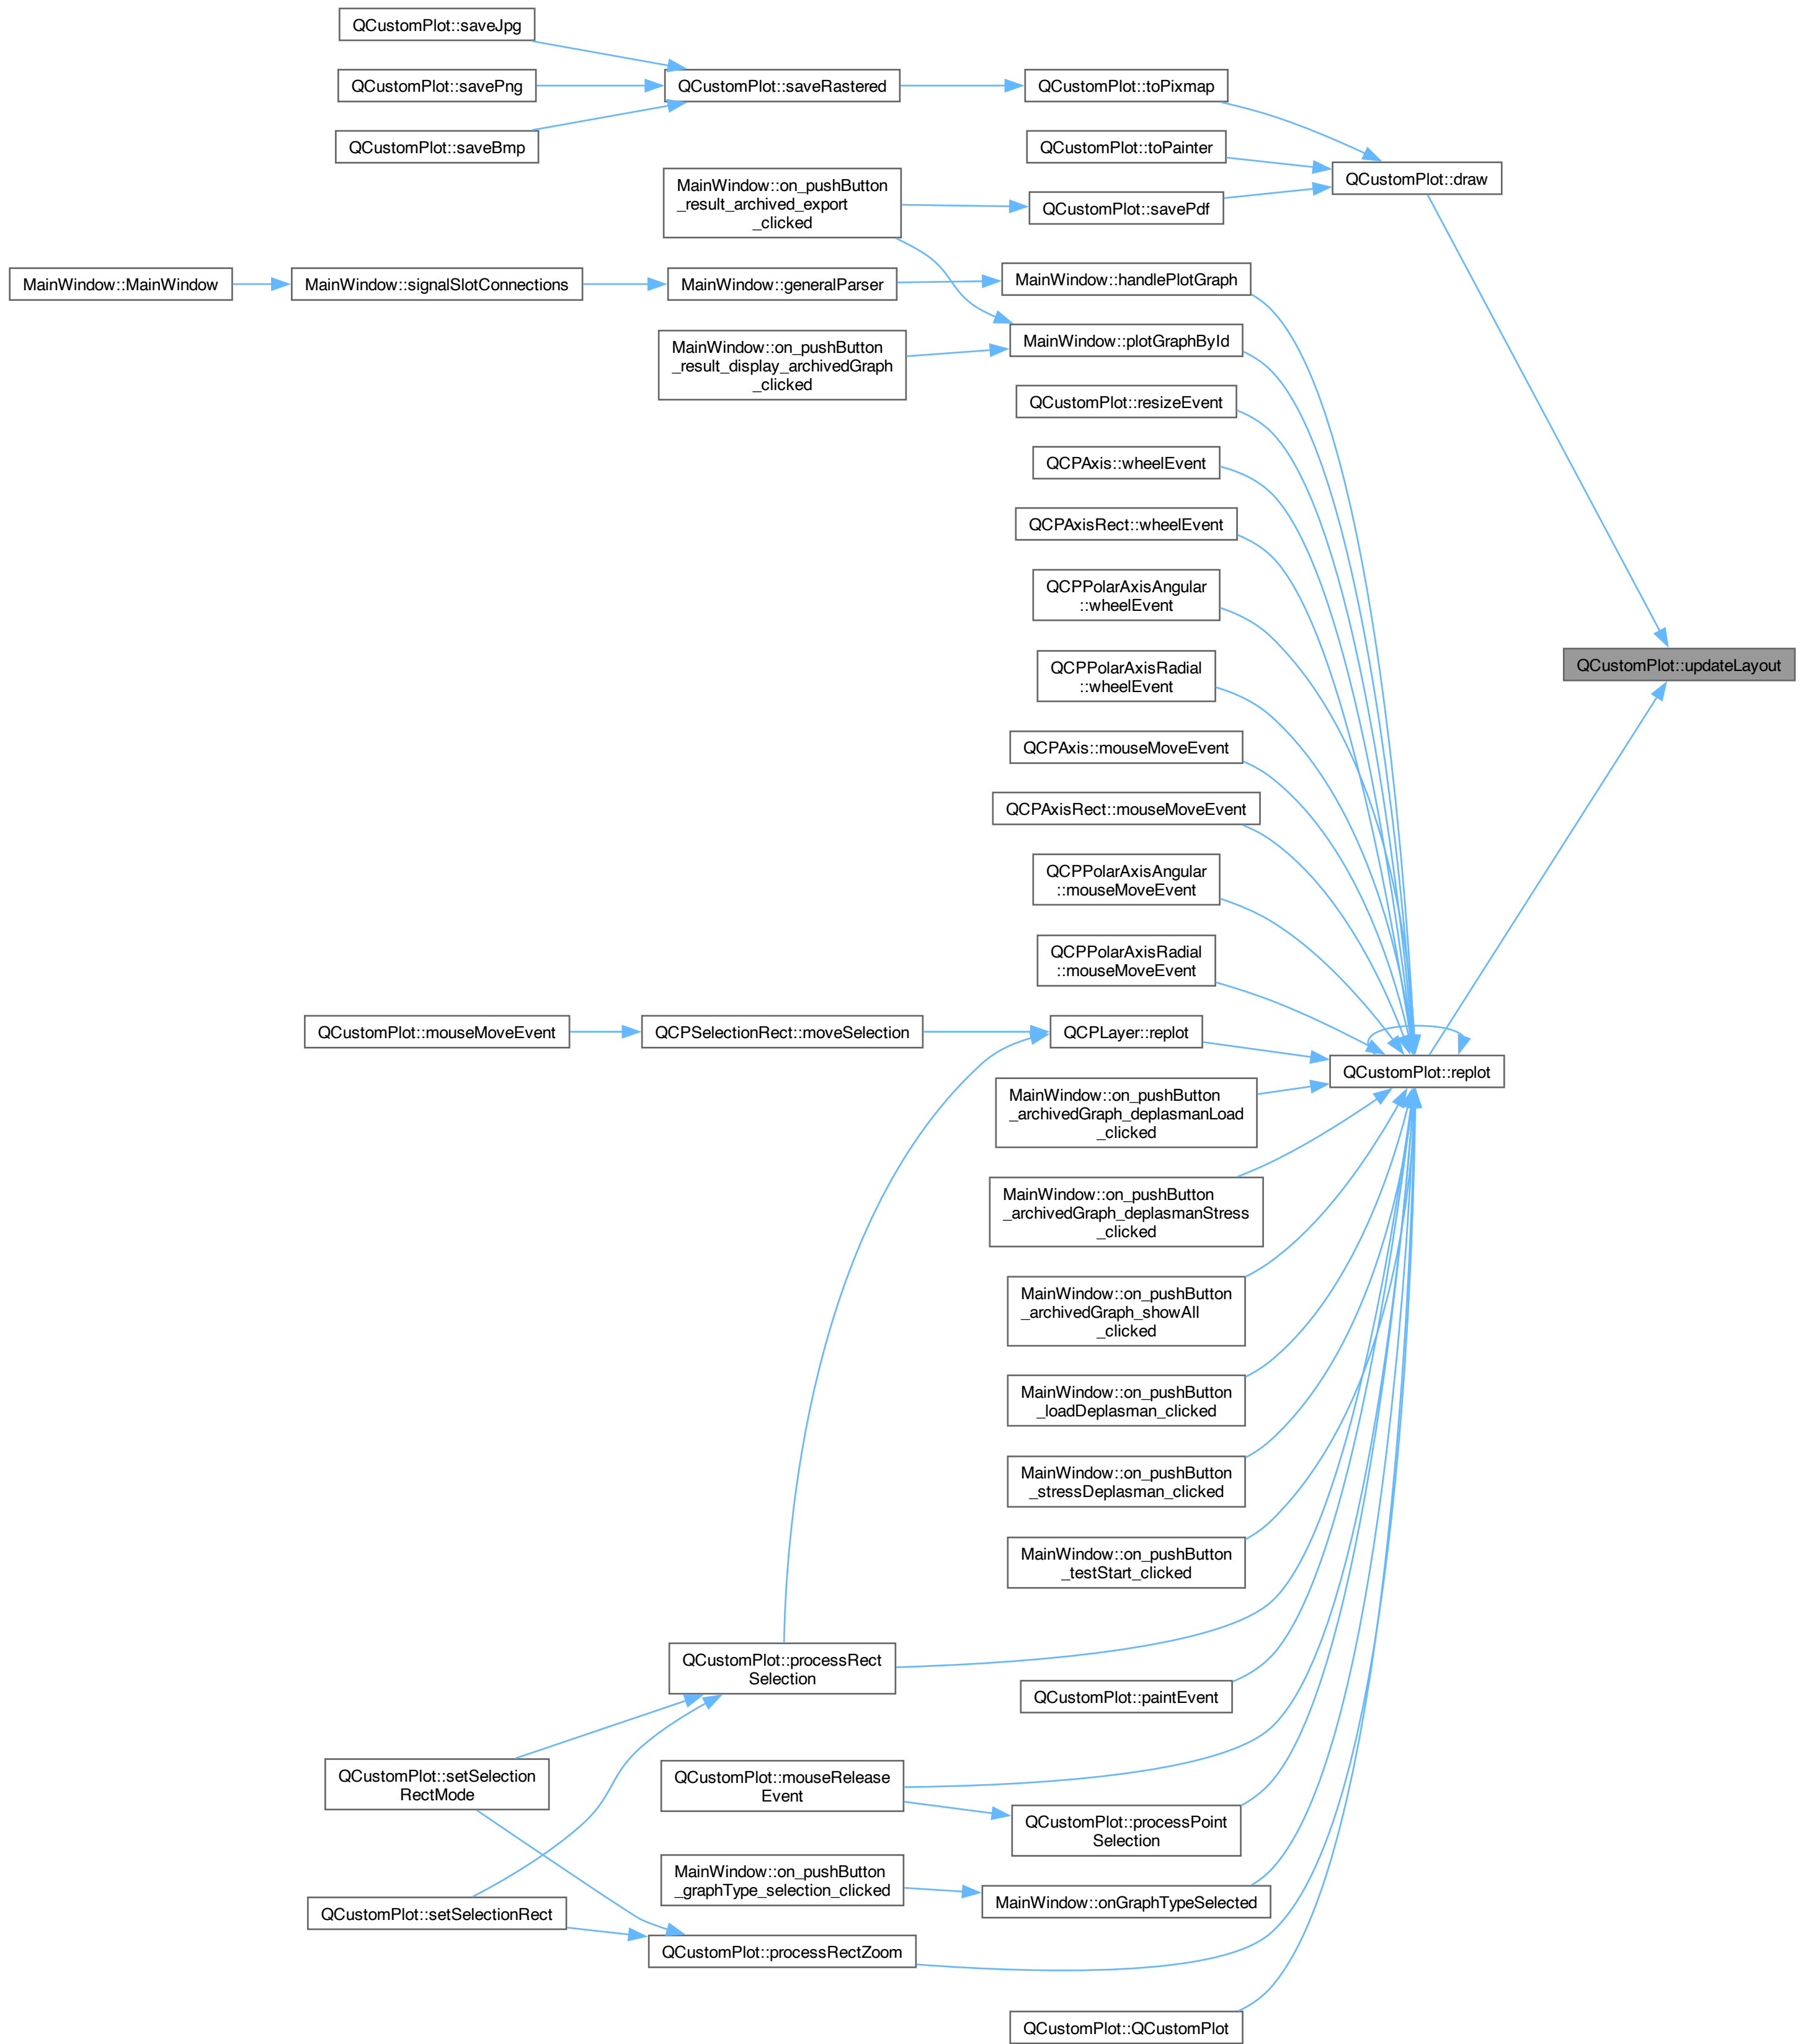 QCustomPlot::saveJpg
QCustomPlot::savePng
QCustomPlot::saveRastered
QCustomPlot::toPixmap
QCustomPlot::saveBmp
QCustomPlot::toPainter
QCustomPlot::draw
MainWindow::on_pushButton
_result_archived_export
_clicked
QCustomPlot::savePdf
MainWindow::MainWindow
MainWindow::signalSlotConnections
MainWindow::generalParser
MainWindow::handlePlotGraph
MainWindow::plotGraphById
MainWindow::on_pushButton
_result_display_archivedGraph
_clicked
QCustomPlot::resizeEvent
QCPAxis::wheelEvent
QCPAxisRect::wheelEvent
QCPPolarAxisAngular
::wheelEvent
QCPPolarAxisRadial
::wheelEvent
QCustomPlot::updateLayout
QCPAxis::mouseMoveEvent
QCPAxisRect::mouseMoveEvent
QCPPolarAxisAngular
::mouseMoveEvent
QCPPolarAxisRadial
::mouseMoveEvent
QCustomPlot::mouseMoveEvent
QCPSelectionRect::moveSelection
QCPLayer::replot
QCustomPlot::replot
MainWindow::on_pushButton
_archivedGraph_deplasmanLoad
_clicked
MainWindow::on_pushButton
_archivedGraph_deplasmanStress
_clicked
MainWindow::on_pushButton
_archivedGraph_showAll
_clicked
MainWindow::on_pushButton
_loadDeplasman_clicked
MainWindow::on_pushButton
_stressDeplasman_clicked
MainWindow::on_pushButton
_testStart_clicked
QCustomPlot::processRect
Selection
QCustomPlot::paintEvent
QCustomPlot::setSelection
RectMode
QCustomPlot::mouseRelease
Event
QCustomPlot::processPoint
Selection
MainWindow::on_pushButton
_graphType_selection_clicked
MainWindow::onGraphTypeSelected
QCustomPlot::setSelectionRect
QCustomPlot::processRectZoom
QCustomPlot::QCustomPlot